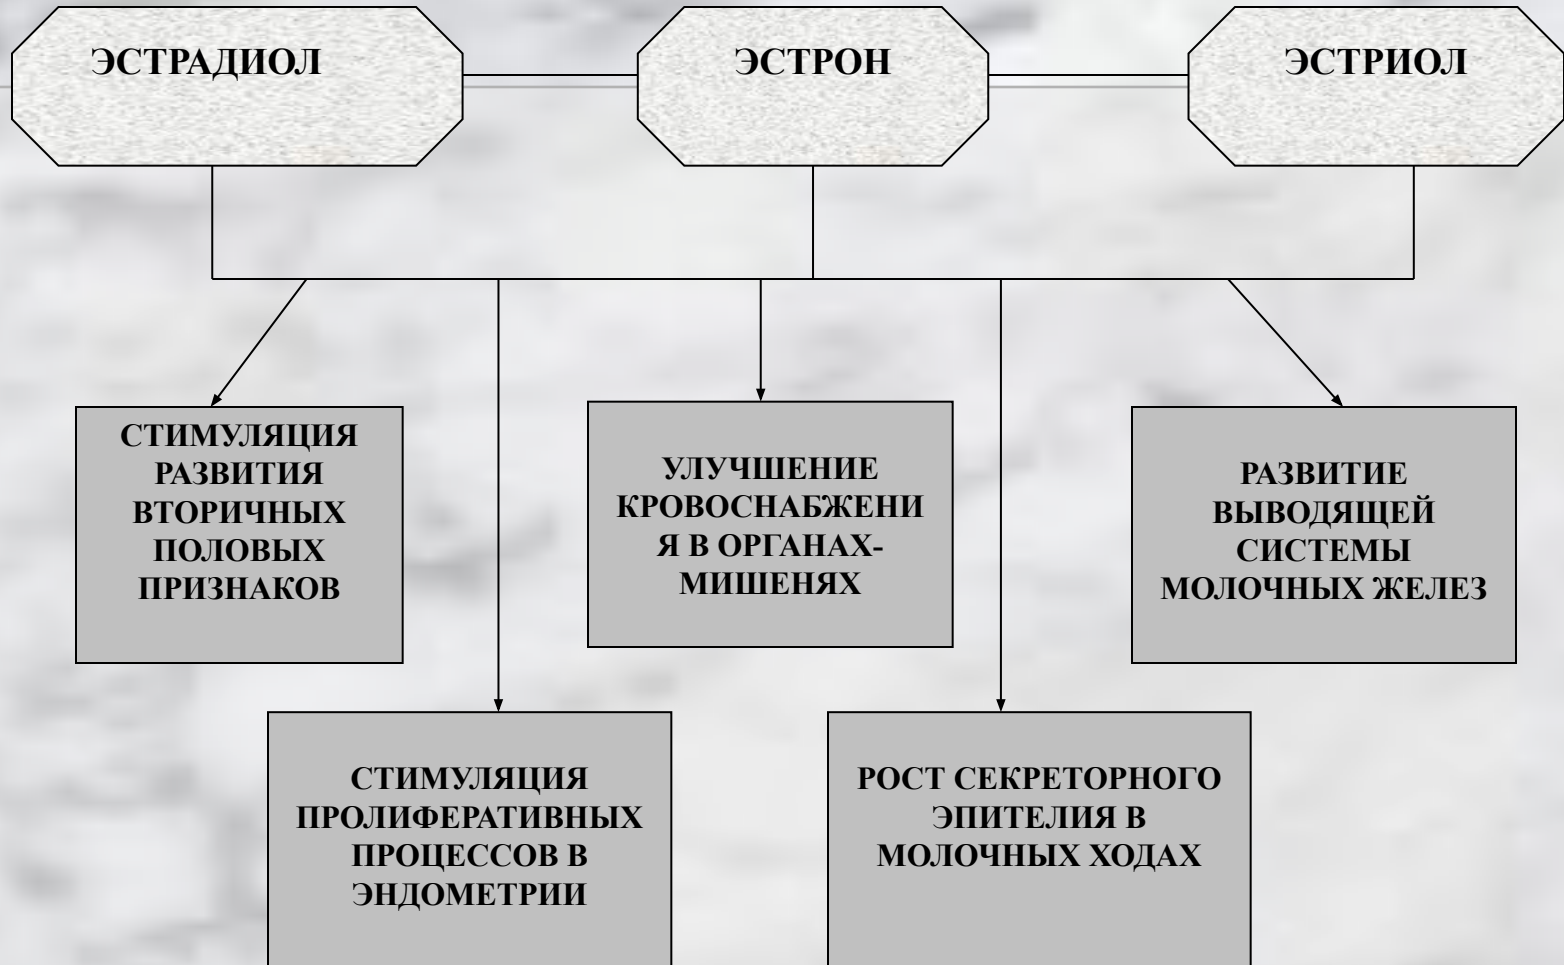 ЭСТРАДИОЛ
ЭСТРОН
ЭСТРИОЛ
СТИМУЛЯЦИЯ
РАЗВИТИЯ
ВТОРИЧНЫХ
ПОЛОВЫХ
ПРИЗНАКОВ
УЛУЧШЕНИЕ
КРОВОСНАБЖЕНИ
Я В ОРГАНАХ-
МИШЕНЯХ
РАЗВИТИЕ
ВЫВОДЯЩЕЙ
СИСТЕМЫ
МОЛОЧНЫХ ЖЕЛЕЗ
СТИМУЛЯЦИЯ
ПРОЛИФЕРАТИВНЫХ
ПРОЦЕССОВ В
ЭНДОМЕТРИИ
РОСТ СЕКРЕТОРНОГО
ЭПИТЕЛИЯ В
МОЛОЧНЫХ ХОДАХ